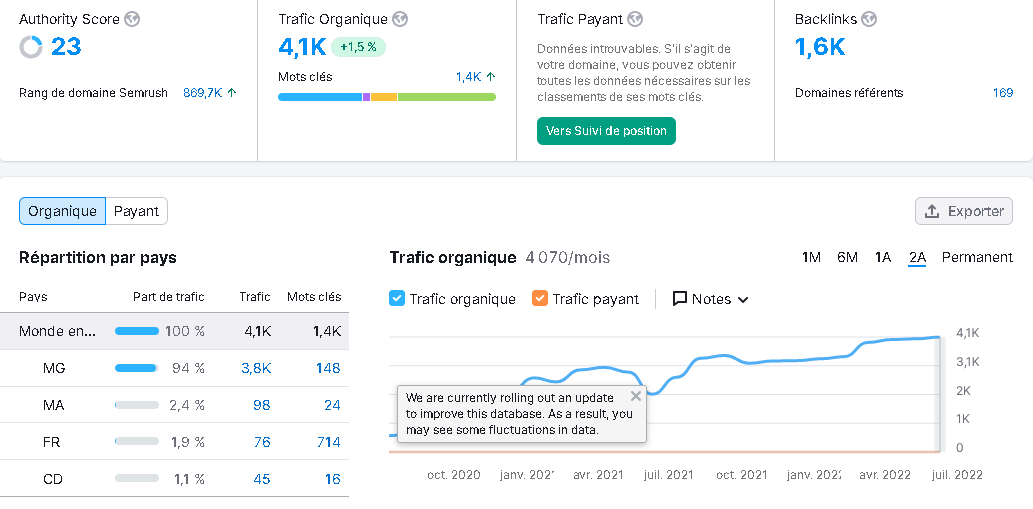 Authority Score
23
Rang de domaine Semrush 869,7K ↑
Trafic Organique
4,1K +1,5 %
Mots clés 1,4K ↑
Trafic Payant
Données introuvables. S'il s'agit de
votre domaine, vous pouvez obtenir
toutes les données nécessaires sur les
classements de ses mots clés.
Vers Suivi de position
Backlinks
1,6K
Domaines référents 169
Organique Payant
Exporter
Répartition par pays
Pays Part de trafic Trafic Mots clés
Monde en... 100 % 4,1K 1,4K
MG 94 % 3,8K 148
MA 2,4 % 98 24
FR 1,9 % 76 714
CD 1,1 % 45 16
Trafic organique 4 070/mois
1M 6M 1A 2A Permanent
Trafic organique Trafic payant Notes
4,1K
3,1K
2K
1K
0
We are currently rolling out an update
to improve this database. As a result, you
may see some fluctuations in data.
oct. 2020 janv. 202 avr. 2021 juil. 2021 oct. 2021 janv. 202 avr. 2022 juil. 2022